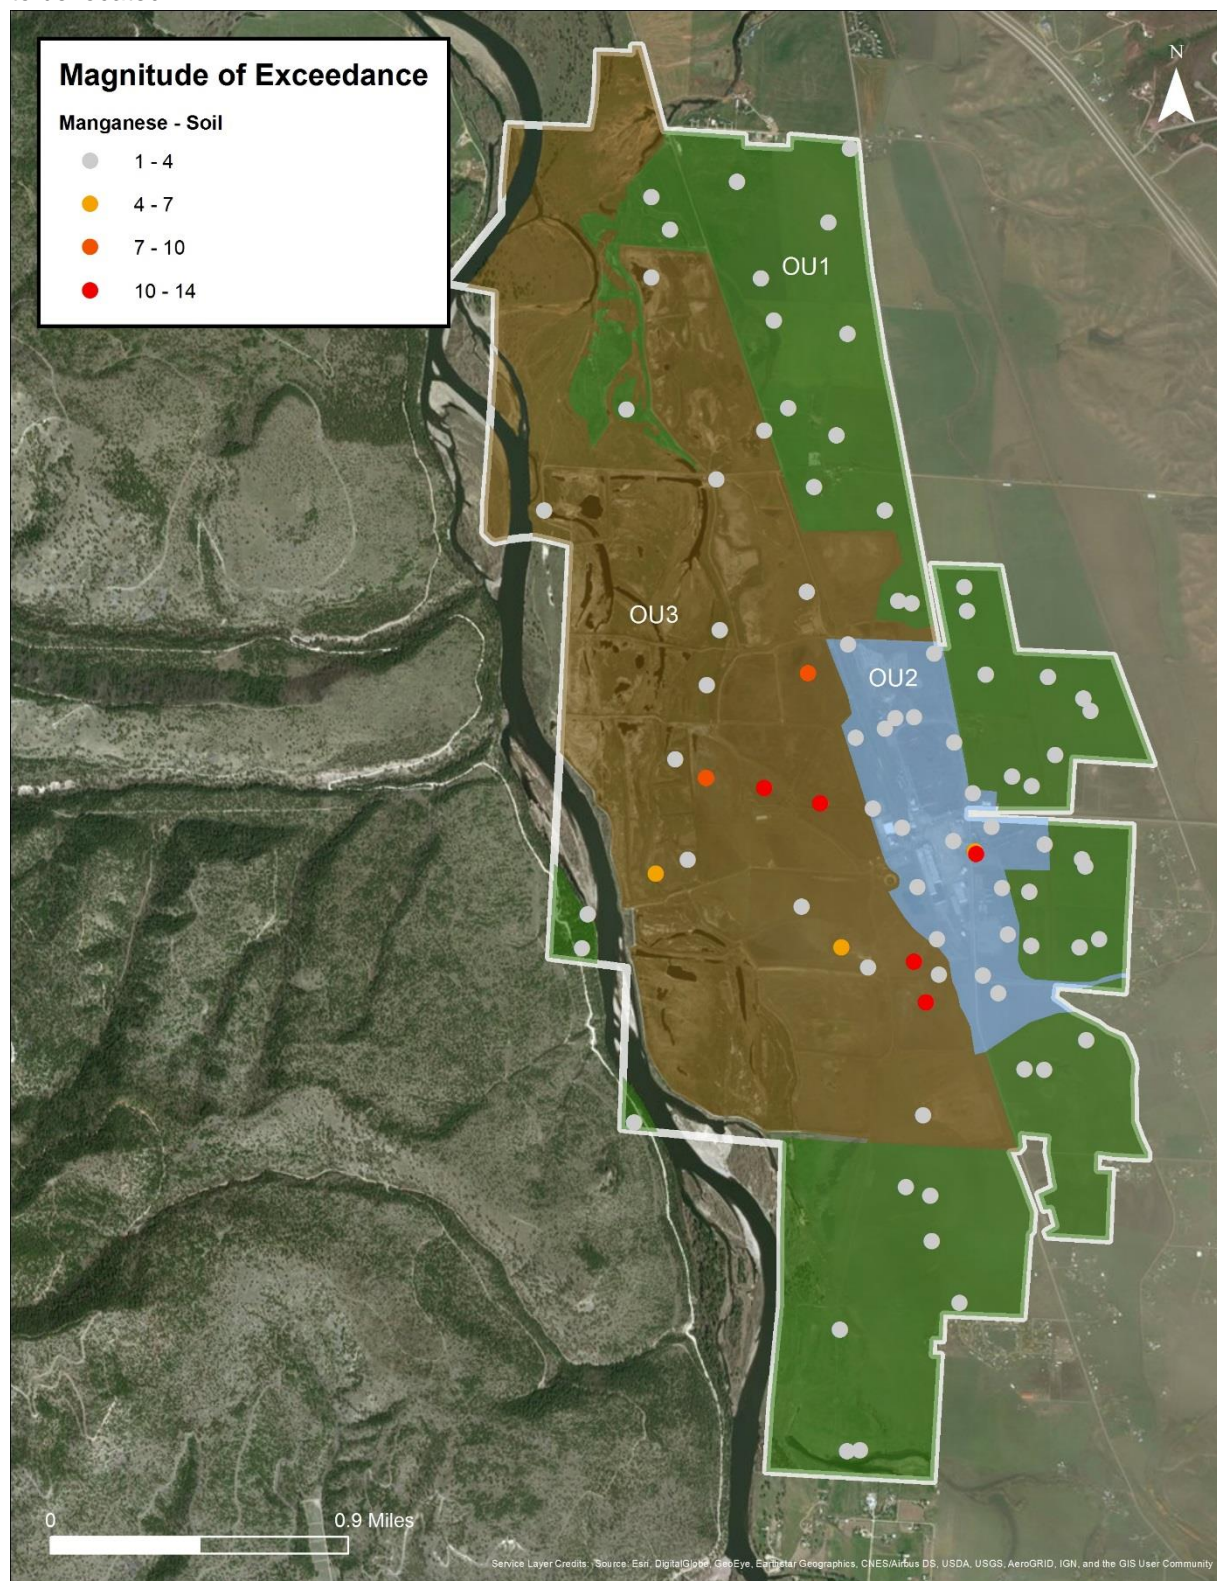 Magnitude of Exceedance
N
Manganese - Soil
1 - 4
4 - 7
7 - 10
10 - 14
OU1
OU3
OU2
0
0.9 Miles
Service Layer Credits: Source: Esri, DigitalGlobe, GeoEye, Earthstar Geographics, CNES/Airbus DS, USDA, USGS, AeroGRID, IGN, and the GIS User Community